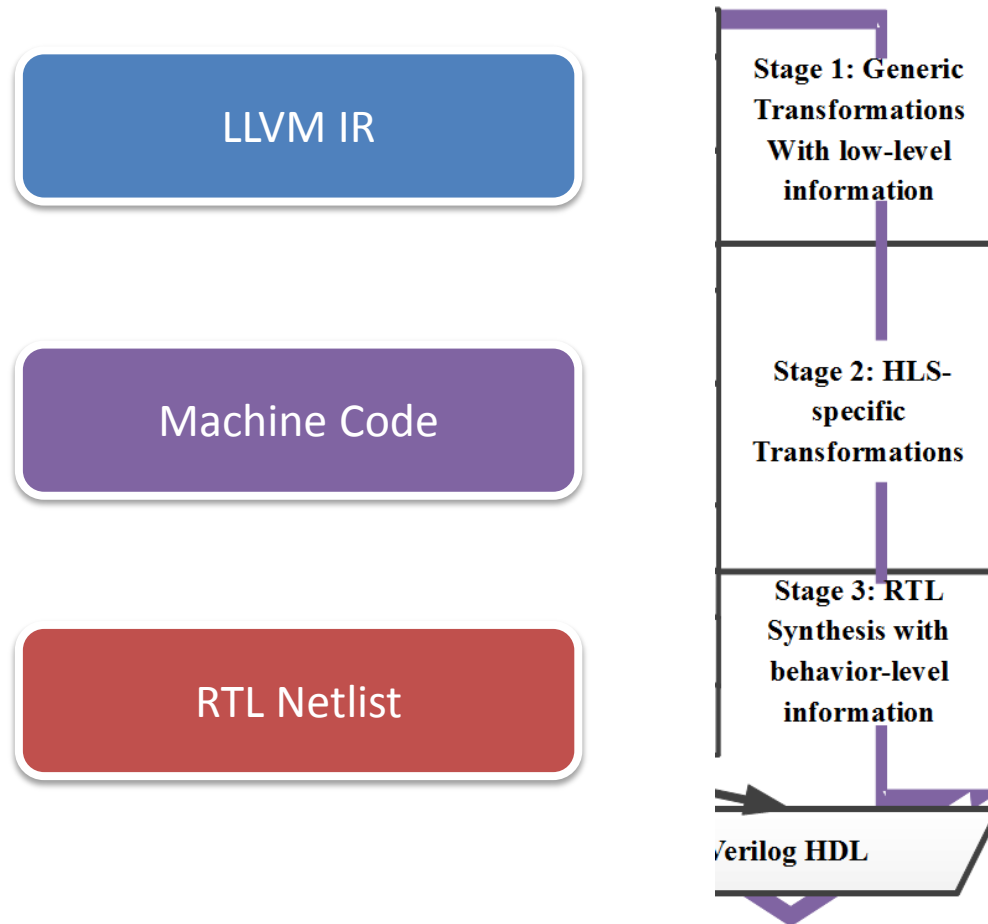 LLVM IR
Machine Code
RTL Netlist
Stage 1: Generic
Transformations
With low-level
information
Stage 2: HLS-
specific
Transformations
Stage 3: RTL
Synthesis with
behavior-level
information
Verilog HDL